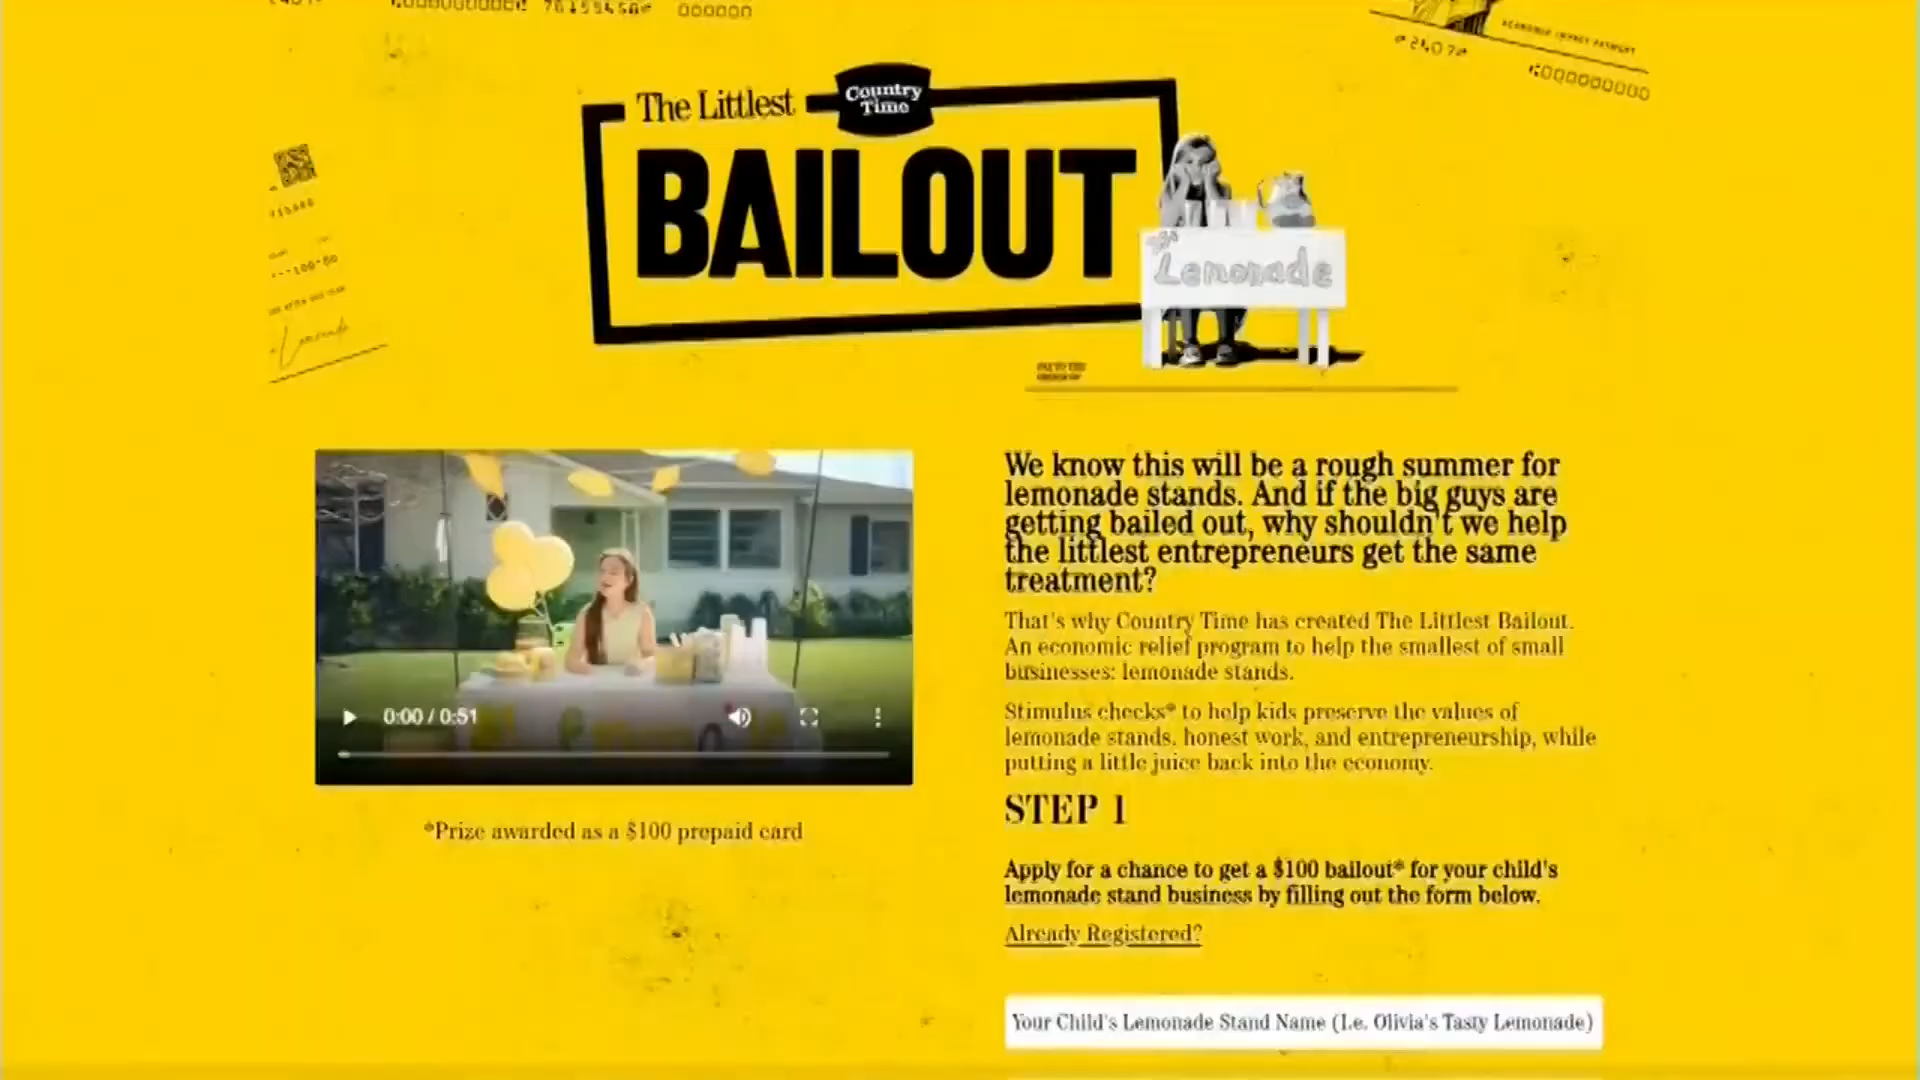 000000
ECONOMIC IMPACT PAYMENT
The Littlest
Country
Time
BAILOUT
Lemonade
We know this will be a rough summer for
lemonade stands. And if the big guys are
getting bailed out, why shouldn't we help
the littlest entrepreneurs get the same
treatment?
That's why Country Time has created The Littlest Bailout.
An economic relief program to help the smallest of small
businesses: lemonade stands.
Stimulus checks* to help kids preserve the values of
lemonade stands, honest work, and entrepreneurship, while
putting a little juice back into the economy.
0:00 / 0:51
*Prize awarded as a $100 prepaid card
STEP 1
Apply for a chance to get a $100 bailout* for your child's
lemonade stand business by filling out the form below.
Already Registered?
Your Child's Lemonade Stand Name (I.e. Olivia's Tasty Lemonade)